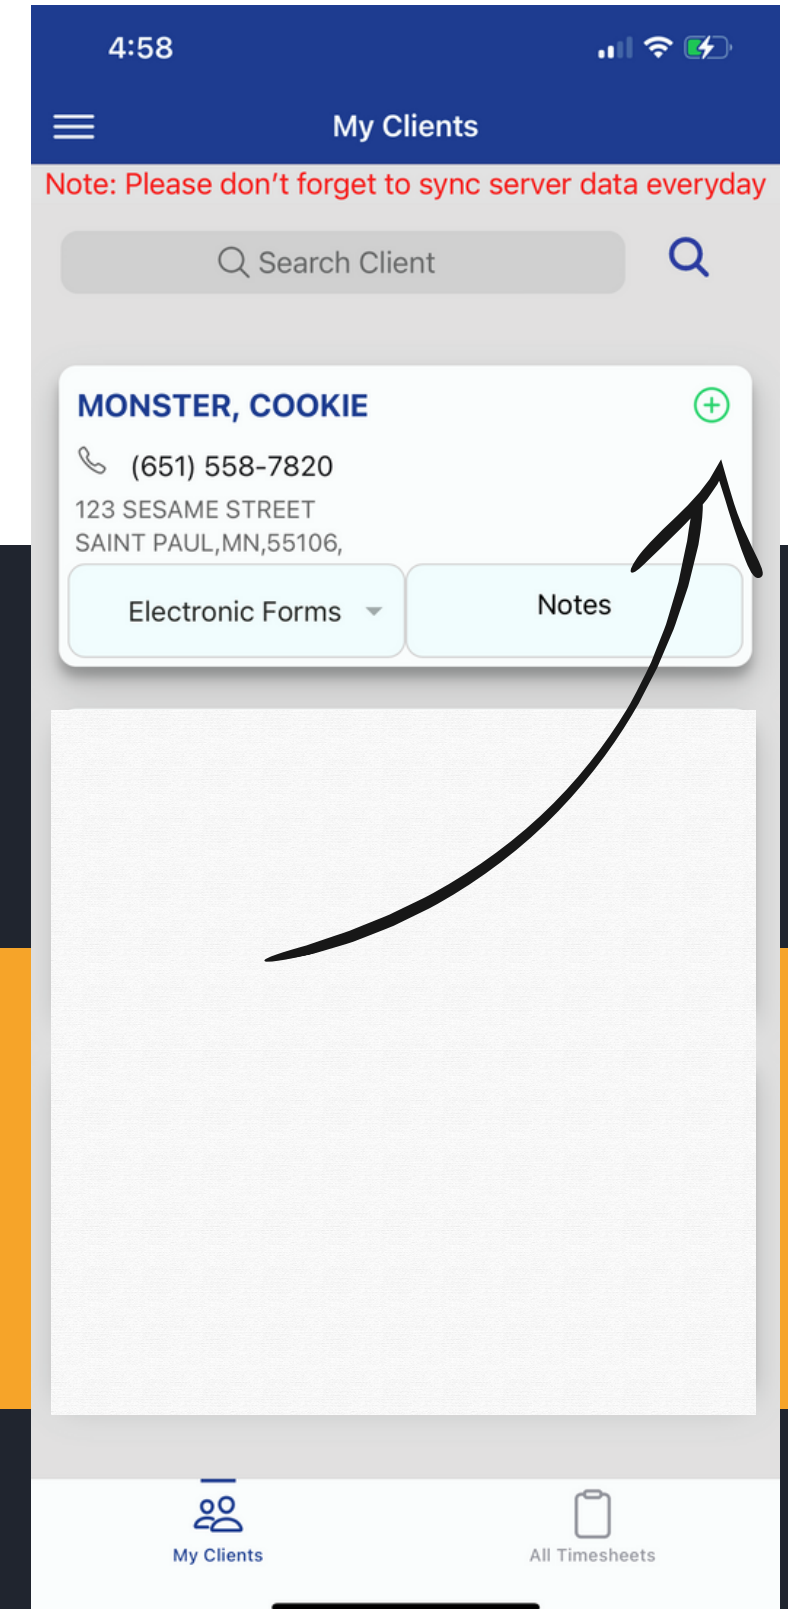 4:58
My Clients
Note: Please don't forget to sync server data everyday
Search Client
MONSTER, COOKIE
(651) 558-7820
123 SESAME STREET
SAINT PAUL,MN,55106,
Electronic Forms
Notes
My Clients
All Timesheets